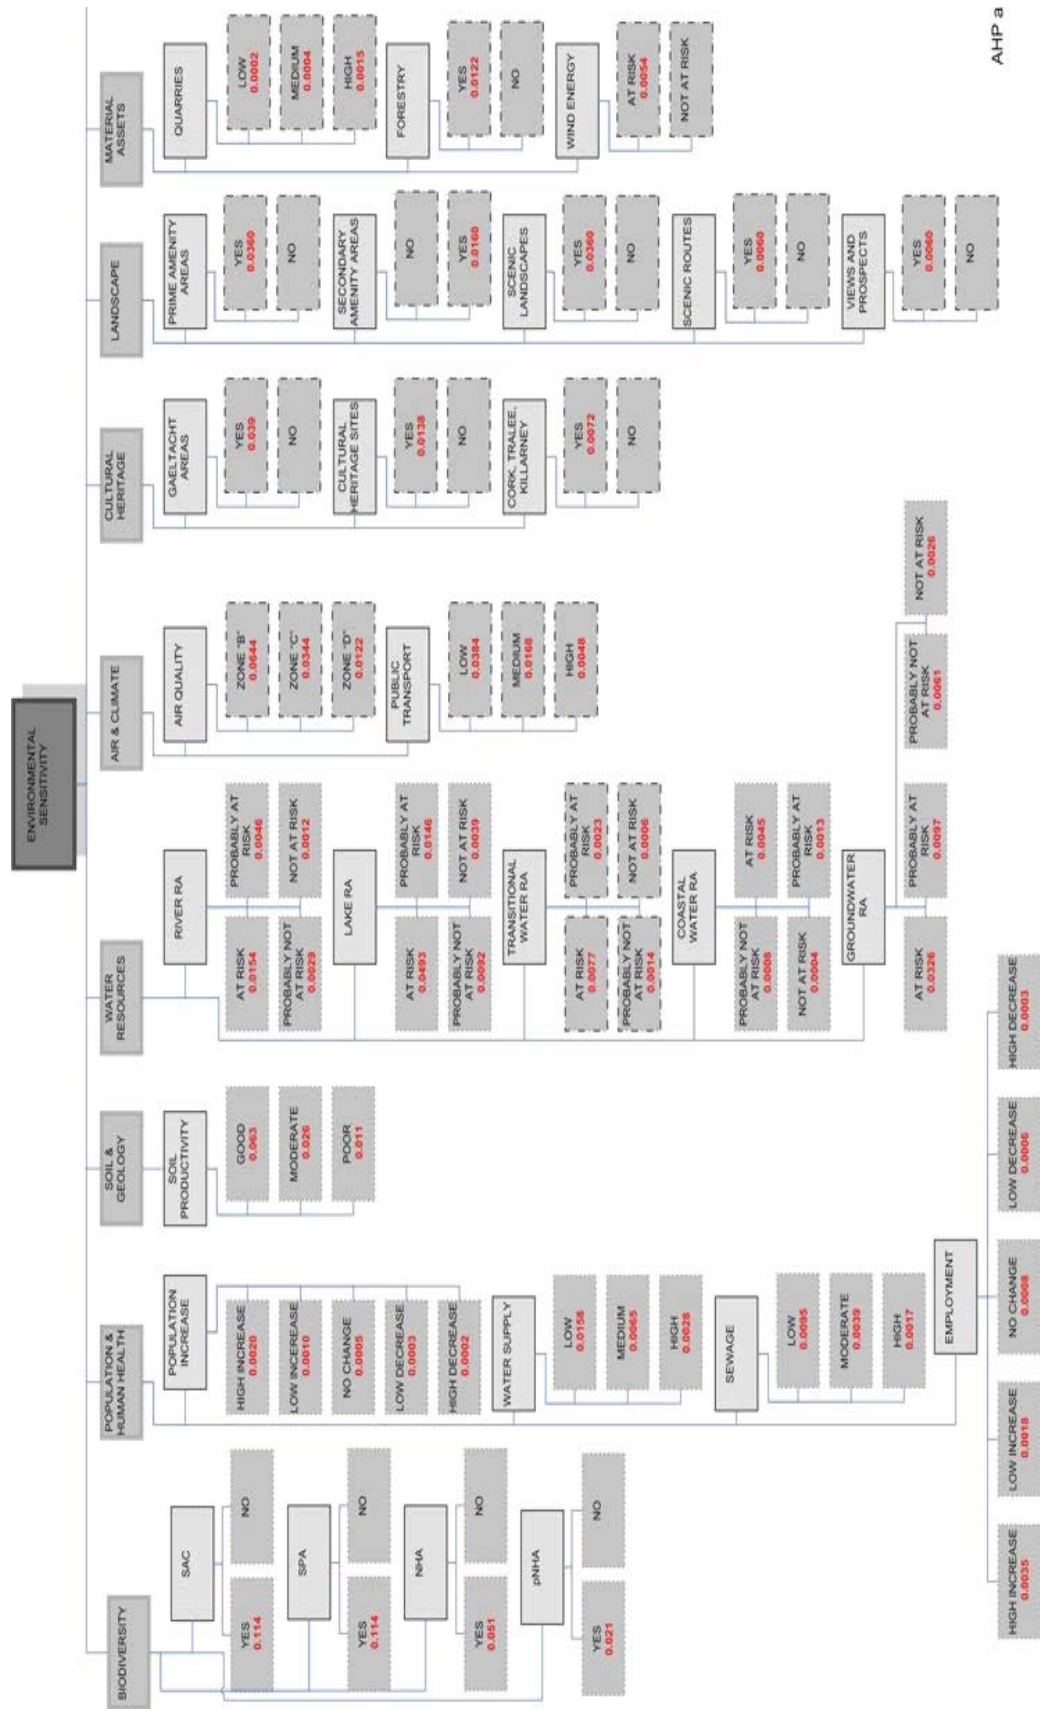 ENVIRONMENTAL
SENSITIVITY
BIODIVERSITY
SAC
YES
0.114
NO
SPA
YES
0.114
NO
NHA
YES
0.051
NO
pNHA
YES
0.021
NO
POPULATION &
HUMAN HEALTH
POPULATION
INCREASE
HIGH INCREASE
0.0020
LOW INCEREASE
0.0010
NO CHANGE
0.0005
LOW DECREASE
0.0003
HIGH DECREASE
0.0002
WATER SUPPLY
LOW
0.0158
MEDIUM
0.0065
HIGH
0.0028
SEWAGE
LOW
0.0095
MODERATE
0.0039
HIGH
0.0017
EMPLOYMENT
HIGH INCREASE
0.0035
LOW INCREASE
0.0018
NO CHANGE
0.0008
LOW DECREASE
0.0006
HIGH DECREASE
0.0003
SOIL &
GEOLOGY
SOIL
PRODUCTIVITY
GOOD
0.063
MODERATE
0.026
POOR
0.011
WATER
RESOURCES
RIVER RA
AT RISK
0.0154
PROBABLY AT
RISK
0.0046
PROBABLY NOT
AT RISK
0.0029
NOT AT RISK
0.0012
LAKE RA
AT RISK
0.0493
PROBABLY AT
RISK
0.0146
PROBABLY NOT
AT RISK
0.0092
NOT AT RISK
0.0039
TRANSITIONAL
WATER RA
AT RISK
0.0077
PROBABLY AT
RISK
0.0023
PROBABLY NOT
AT RISK
0.0014
NOT AT RISK
0.0006
COASTAL
WATER RA
PROBABLY NOT
AT RISK
0.0008
AT RISK
0.0045
NOT AT RISK
0.0004
PROBABLY AT
RISK
0.0013
GROUNDWATER
RA
AT RISK
0.0326
PROBABLY AT
RISK
0.0097
PROBABLY NOT
AT RISK
0.0061
NOT AT RISK
0.0026
AIR & CLIMATE
AIR QUALITY
ZONE "B"
0.0644
ZONE "C"
0.0344
ZONE "D"
0.0122
PUBLIC
TRANSPORT
LOW
0.0384
MEDIUM
0.0168
HIGH
0.0048
CULTURAL
HERITAGE
GAELTACHT
AREAS
YES
0.039
NO
CULTURAL
HERITAGE SITES
YES
0.0138
NO
CORK, TRALEE,
KILLARNEY
YES
0.0072
NO
LANDSCAPE
PRIME AMENITY
AREAS
YES
0.0360
NO
SECONDARY
AMENITY AREAS
NO
YES
0.0160
SCENIC
LANDSCAPES
YES
0.0360
NO
SCENIC ROUTES
YES
0.0060
NO
VIEWS AND
PROSPECTS
YES
0.0060
NO
MATERIAL
ASSETS
QUARRIES
LOW
0.0002
MEDIUM
0.0004
HIGH
0.0015
FORESTRY
YES
0.0122
NO
WIND ENERGY
AT RISK
0.0054
NOT AT RISK
AHP a